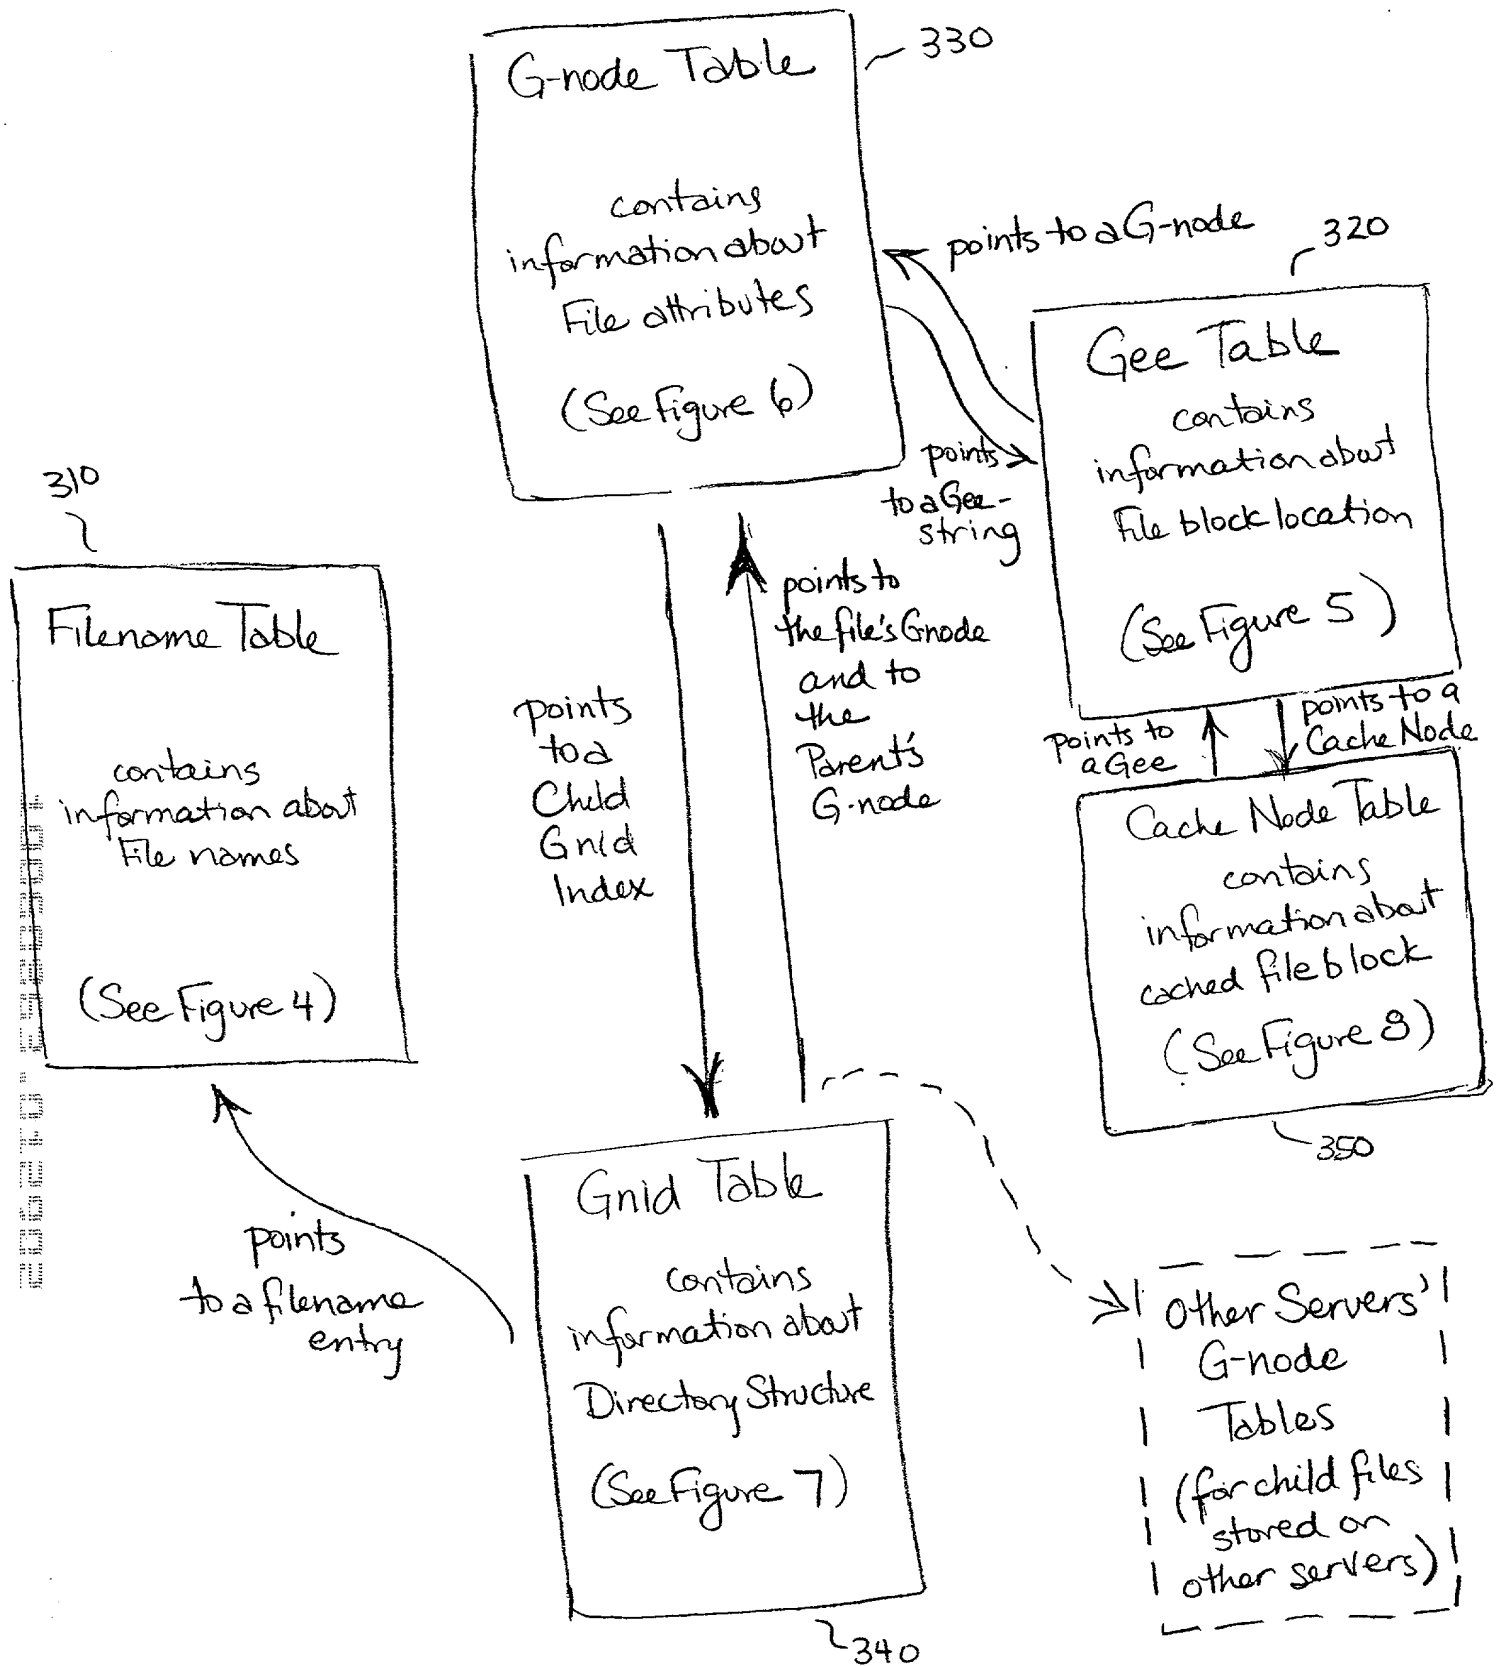 G-node Table
330
contains
information about
File attributes
(See Figure 6)
points to a G-node
320
Gee Table
contains
information about
File block location
(See Figure 5)
points
to a Gee-
string
310
Filename Table
contains
information about
File names
(See Figure 4)
points
to a
Child
Gnid
Index
points to
the file's Gnode
and to
the
Parent's
G-node
points to
a Gee
points to a
Cache Node
Cache Node Table
contains
information about
cached file block
(See Figure 8)
350
points
to a filename
entry
Gnid Table
contains
information about
Directory Structure
(See Figure 7)
340
Other Servers'
G-node
Tables
(for child files
stored on
other servers)